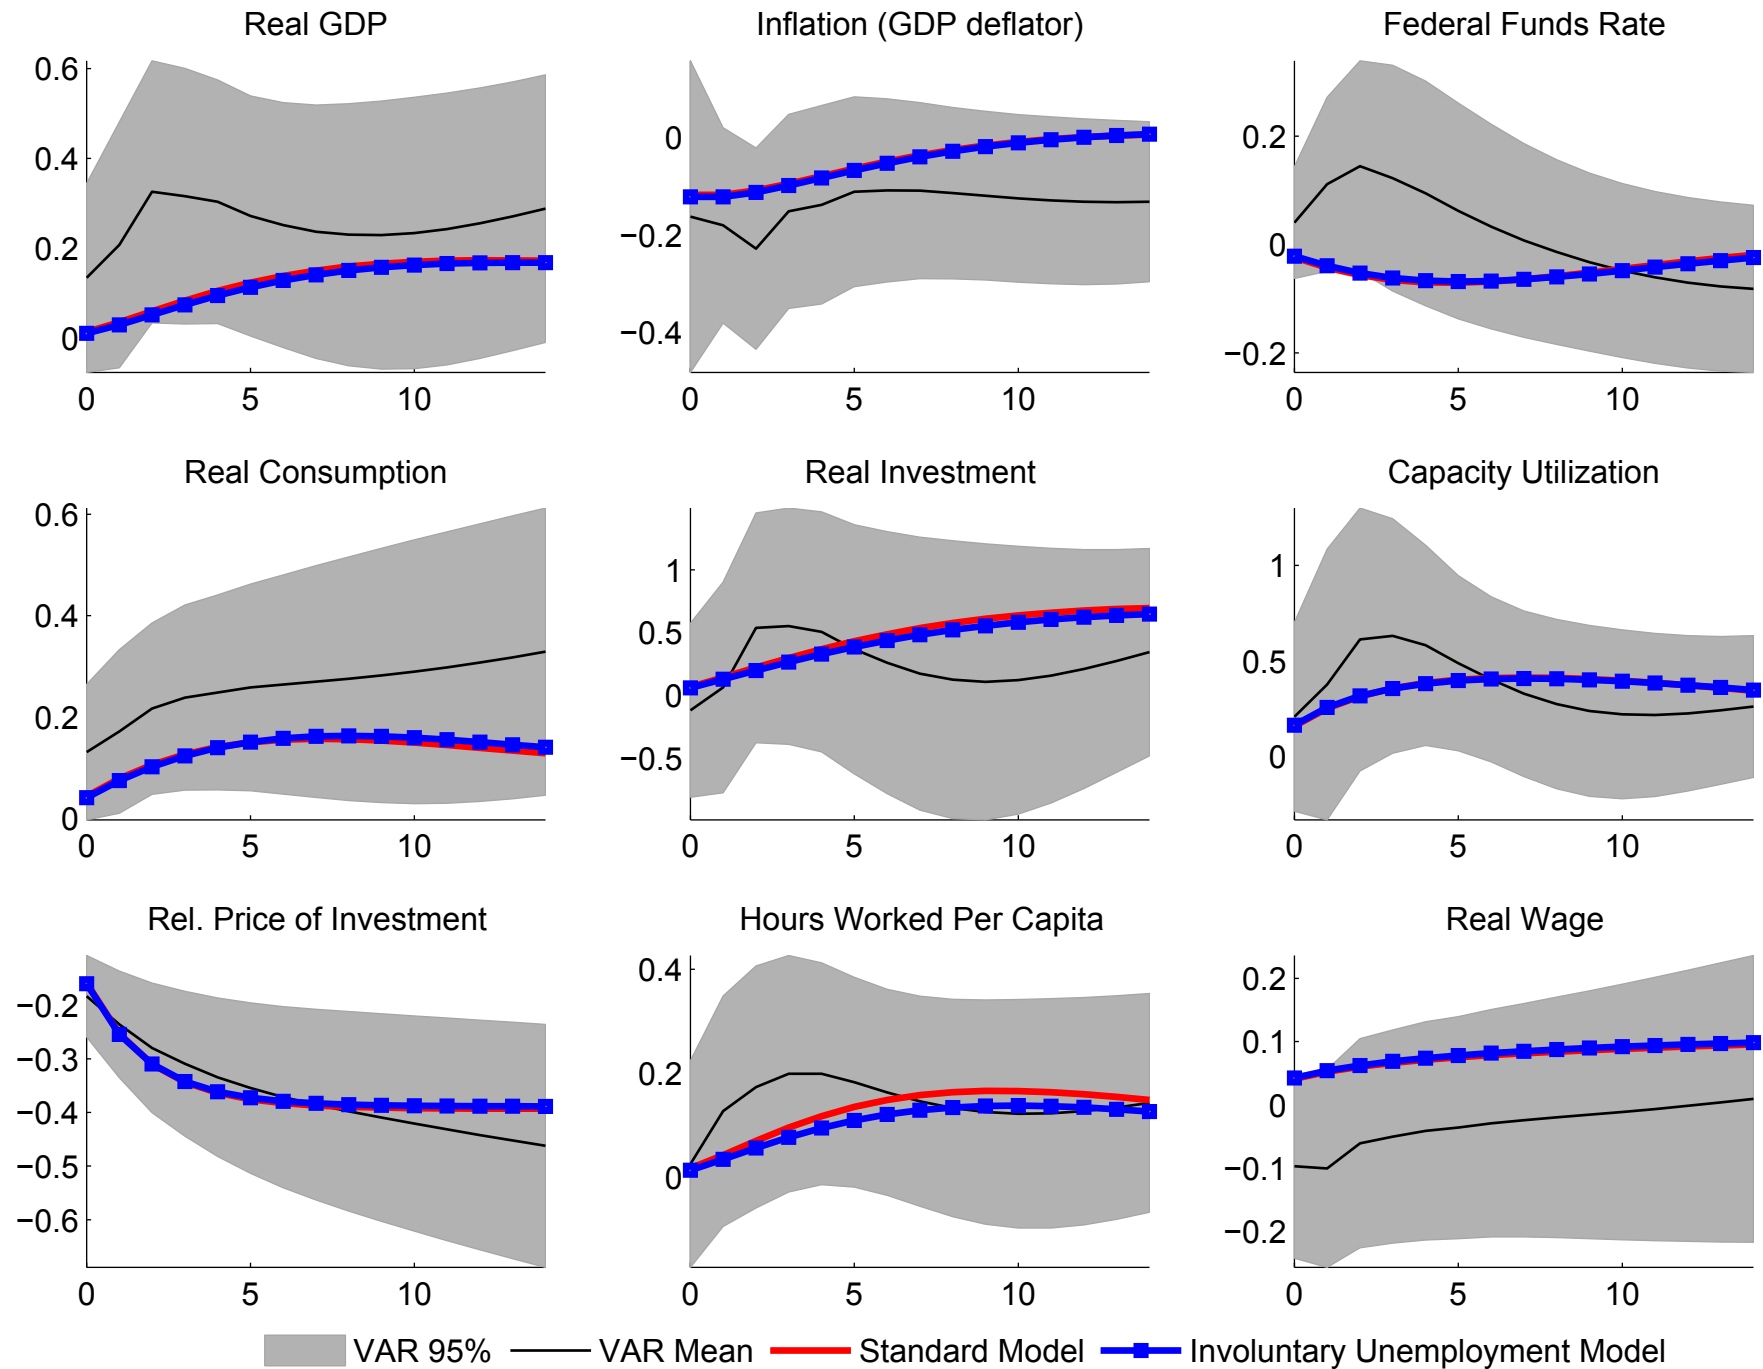 Real GDP
Inflation (GDP deflator)
Federal Funds Rate
0.6
0.4
0.2
0
0 5 10
0
−0.2
−0.4
0 5 10
0.2
0
−0.2
0 5 10
Real Consumption
Real Investment
Capacity Utilization
0.6
0.4
0.2
0
0 5 10
1
0.5
0
−0.5
0 5 10
1
0.5
0
0 5 10
Rel. Price of Investment
Hours Worked Per Capita
Real Wage
−0.2
−0.3
−0.4
−0.5
−0.6
0 5 10
0.4
0.2
0
0 5 10
0.2
0.1
0
−0.1
−0.2
0 5 10
VAR 95% VAR Mean Standard Model Involuntary Unemployment Model